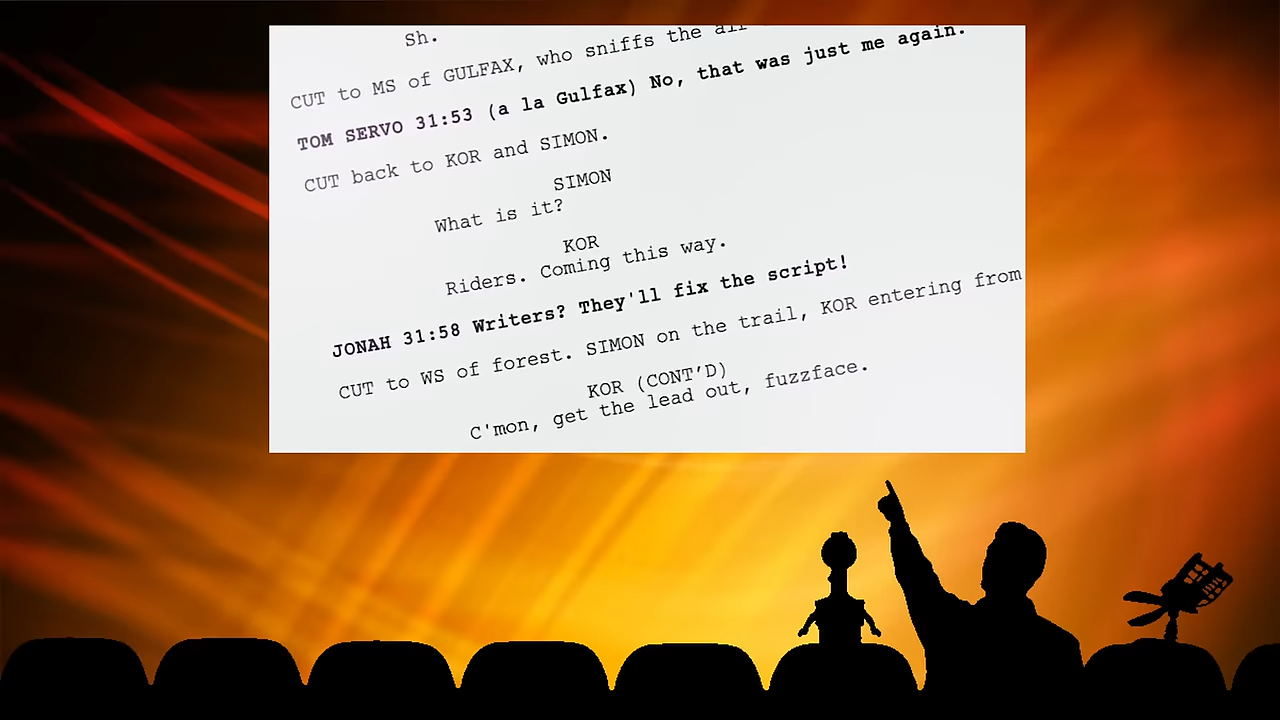 Sh.
CUT to MS of GULFAX, who sniffs the air
TOM SERVO 31:53 (a la Gulfax) No, that was just me again.
CUT back to KOR and SIMON.
SIMON
What is it?
KOR
Riders. Coming this way.
JONAH 31:58 Writers? They'll fix the script!
CUT to WS of forest. SIMON on the trail, KOR entering from
KOR (CONT'D)
C'mon, get the lead out, fuzzface.